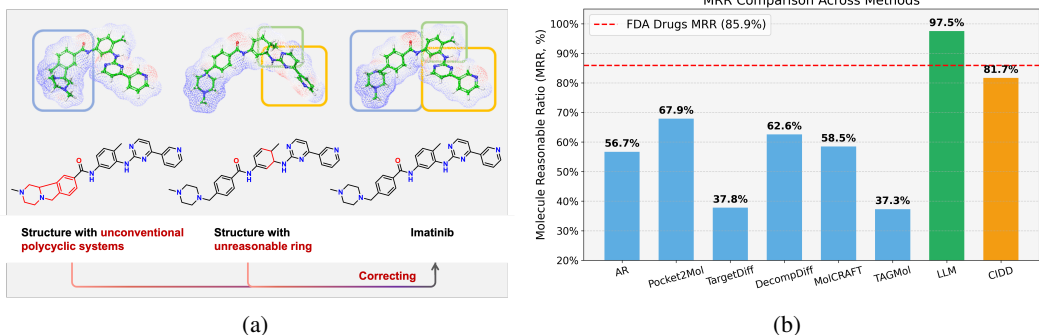 Structure with unconventional
polycyclic systems
Structure with
unreasonable ring
Imatinib
Correcting
(a)
MRR Comparison Across Methods
Molecule Reasonable Ratio (MRR, %)
100%
90%
80%
70%
60%
50%
40%
30%
20%
FDA Drugs MRR (85.9%)
56.7%
67.9%
37.8%
62.6%
58.5%
37.3%
97.5%
81.7%
AR
Pocket2Mol
TargetDiff
DecompDiff
MolCRAFT
TAGMol
LLM
CIDD
(b)